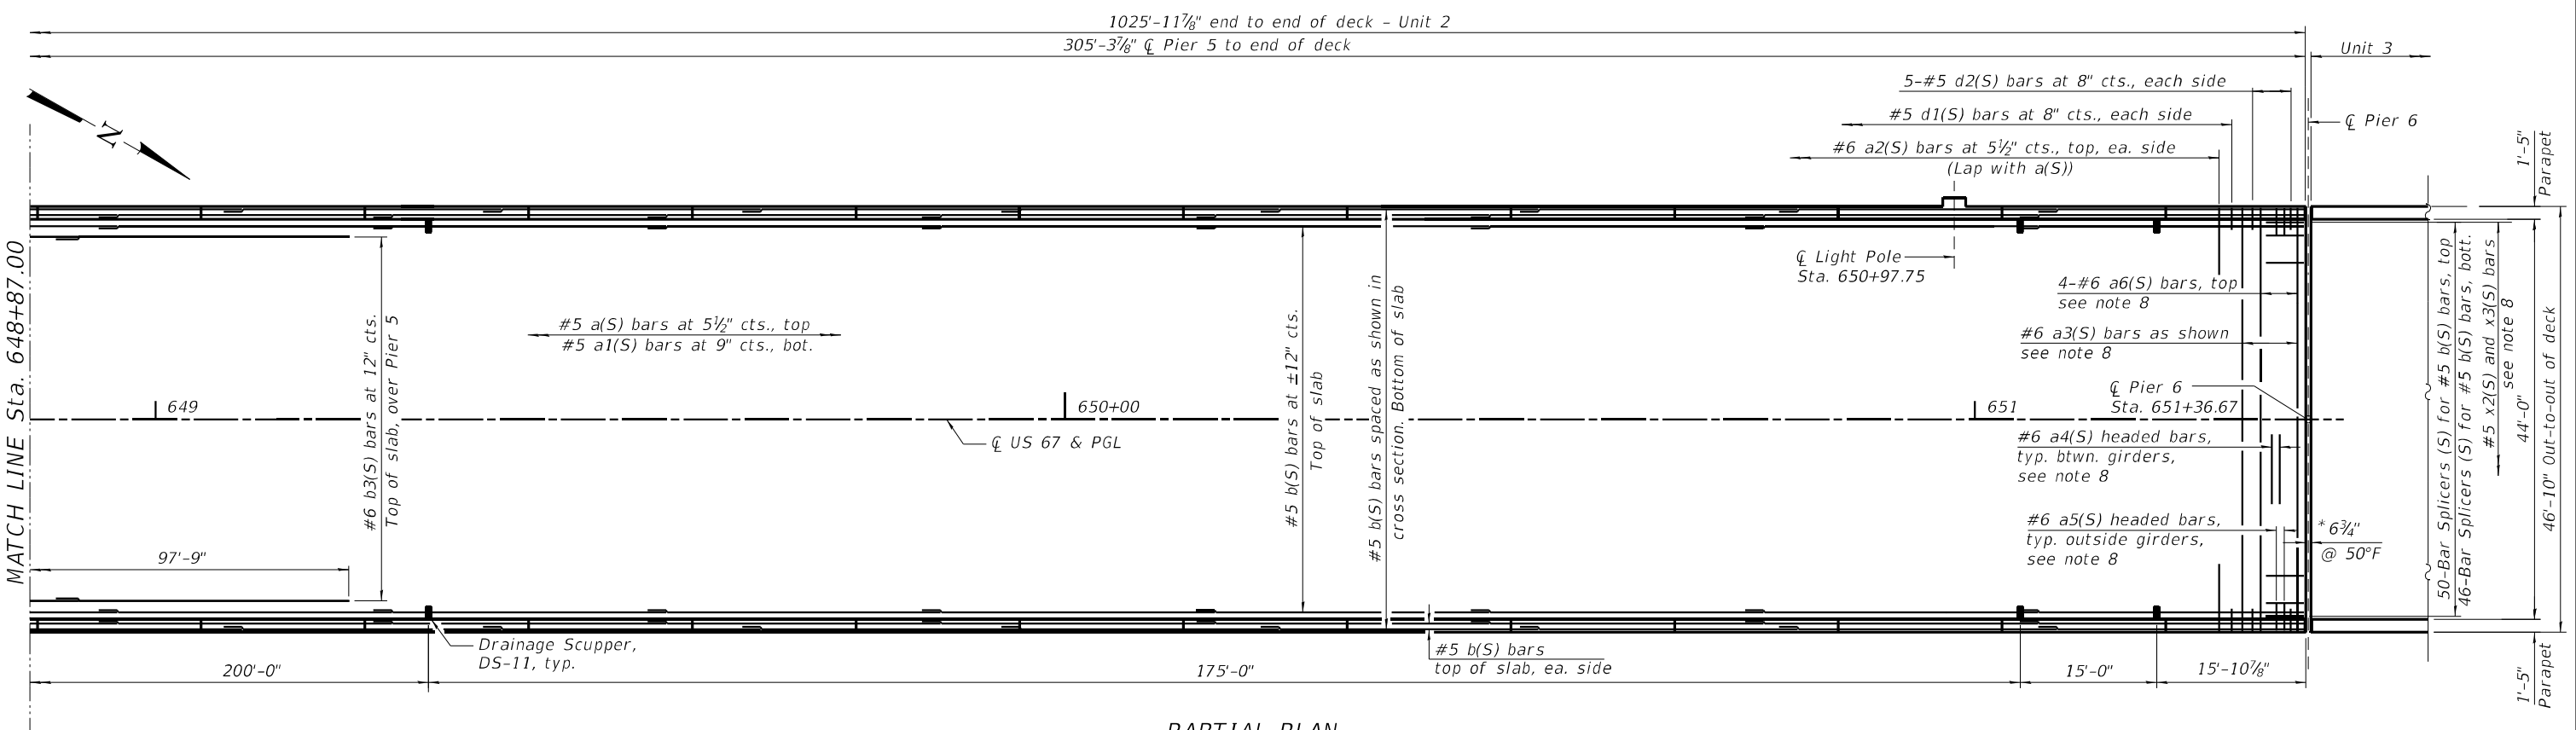 1025'-11⅞" end to end of deck - Unit 2
305'-3⅞" ℄ Pier 5 to end of deck
Unit 3
5-#5 d2(S) bars at 8" cts., each side
#5 d1(S) bars at 8" cts., each side
℄ Pier 6
#6 a2(S) bars at 5½" cts., top, ea. side
(Lap with a(S))
1'-5"
Parapet
N
MATCH LINE Sta. 648+87.00
℄ Light Pole
Sta. 650+97.75
4-#6 a6(S) bars, top
see note 8
#5 a(S) bars at 5½" cts., top
#5 a1(S) bars at 9" cts., bot.
#6 a3(S) bars as shown
see note 8
#6 b3(S) bars at 12" cts.
Top of slab, over Pier 5
#5 b(S) bars at ±12" cts.
Top of slab
#5 b(S) bars spaced as shown in
cross section. Bottom of slab
℄ Pier 6
Sta. 651+36.67
649
650+00
651
℄ US 67 & PGL
#6 a4(S) headed bars,
typ. btwn. girders,
see note 8
#6 a5(S) headed bars,
typ. outside girders,
see note 8
*6¾"
@ 50°F
50-Bar Splicers (S) for #5 b(S) bars, top
46-Bar Splicers (S) for #5 b(S) bars, bott.
#5 x2(S) and x3(S) bars
see note 8
44'-0"
46'-10" Out-to-out of deck
97'-9"
Drainage Scupper,
DS-11, typ.
#5 b(S) bars
top of slab, ea. side
200'-0"
175'-0"
15'-0"
15'-10⅞"
1'-5"
Parapet
PARTIAL PLAN